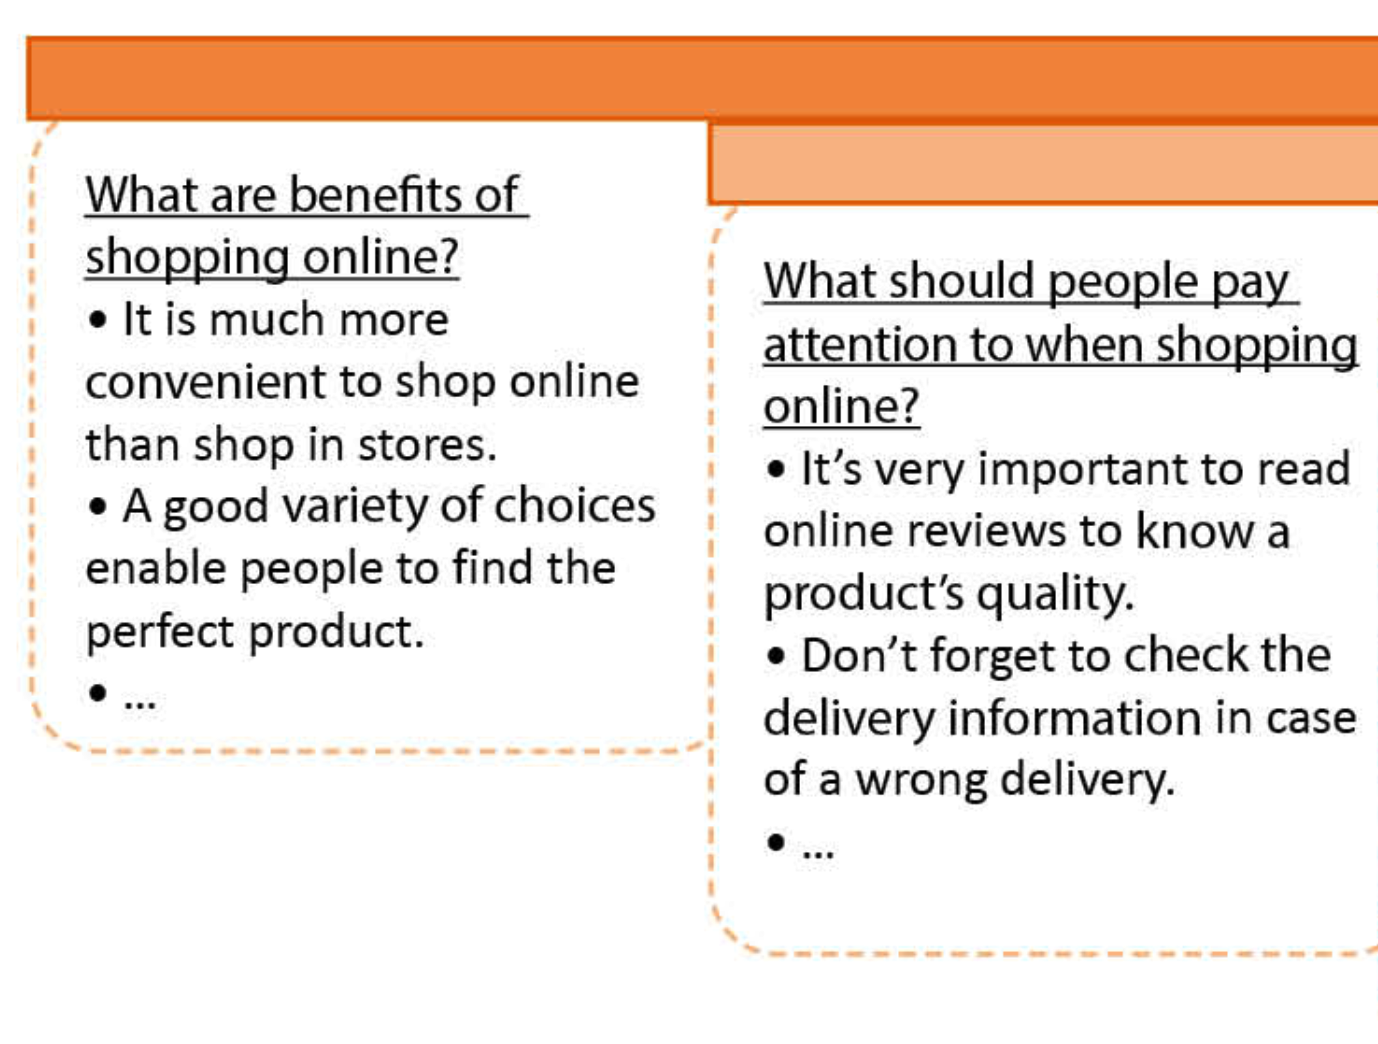 What are benefits of
shopping online?
• It is much more
convenient to shop online
than shop in stores.
• A good variety of choices
enable people to find the
perfect product.
• ...
What should people pay
attention to when shopping
online?
• It’s very important to read
online reviews to know a
product’s quality.
• Don’t forget to check the
delivery information in case
of a wrong delivery.
• ...